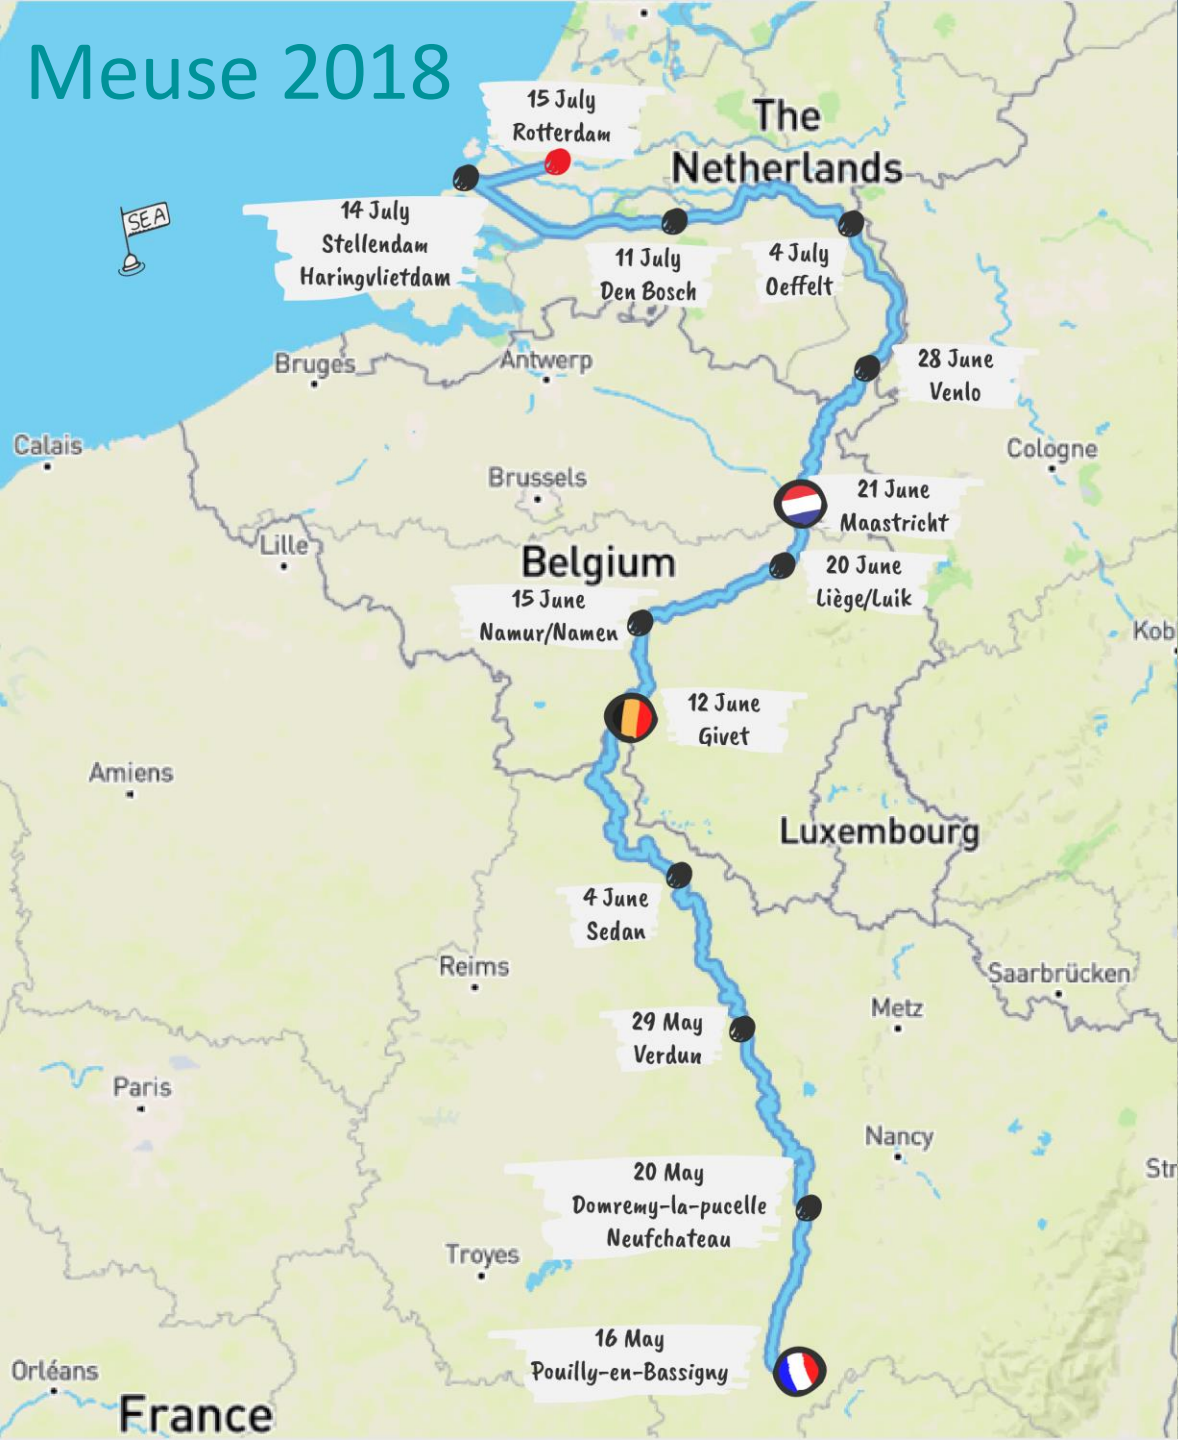 Meuse 2018
15 July
Rotterdam
The
Netherlands
14 July
Stellendam
Haringvlietdam
SEA
11 July
Den Bosch
4 July
Oeffelt
Bruges
Antwerp
28 June
Venlo
Calais
Cologne
Brussels
21 June
Maastricht
Lille
Belgium
20 June
Liège/Luik
15 June
Namur/Namen
Kob
12 June
Givet
Amiens
Luxembourg
4 June
Sedan
Reims
Saarbrücken
Metz
29 May
Verdun
Paris
Nancy
Str
20 May
Domremy-la-pucelle
Neufchateau
Troyes
16 May
Pouilly-en-Bassigny
Orléans
France